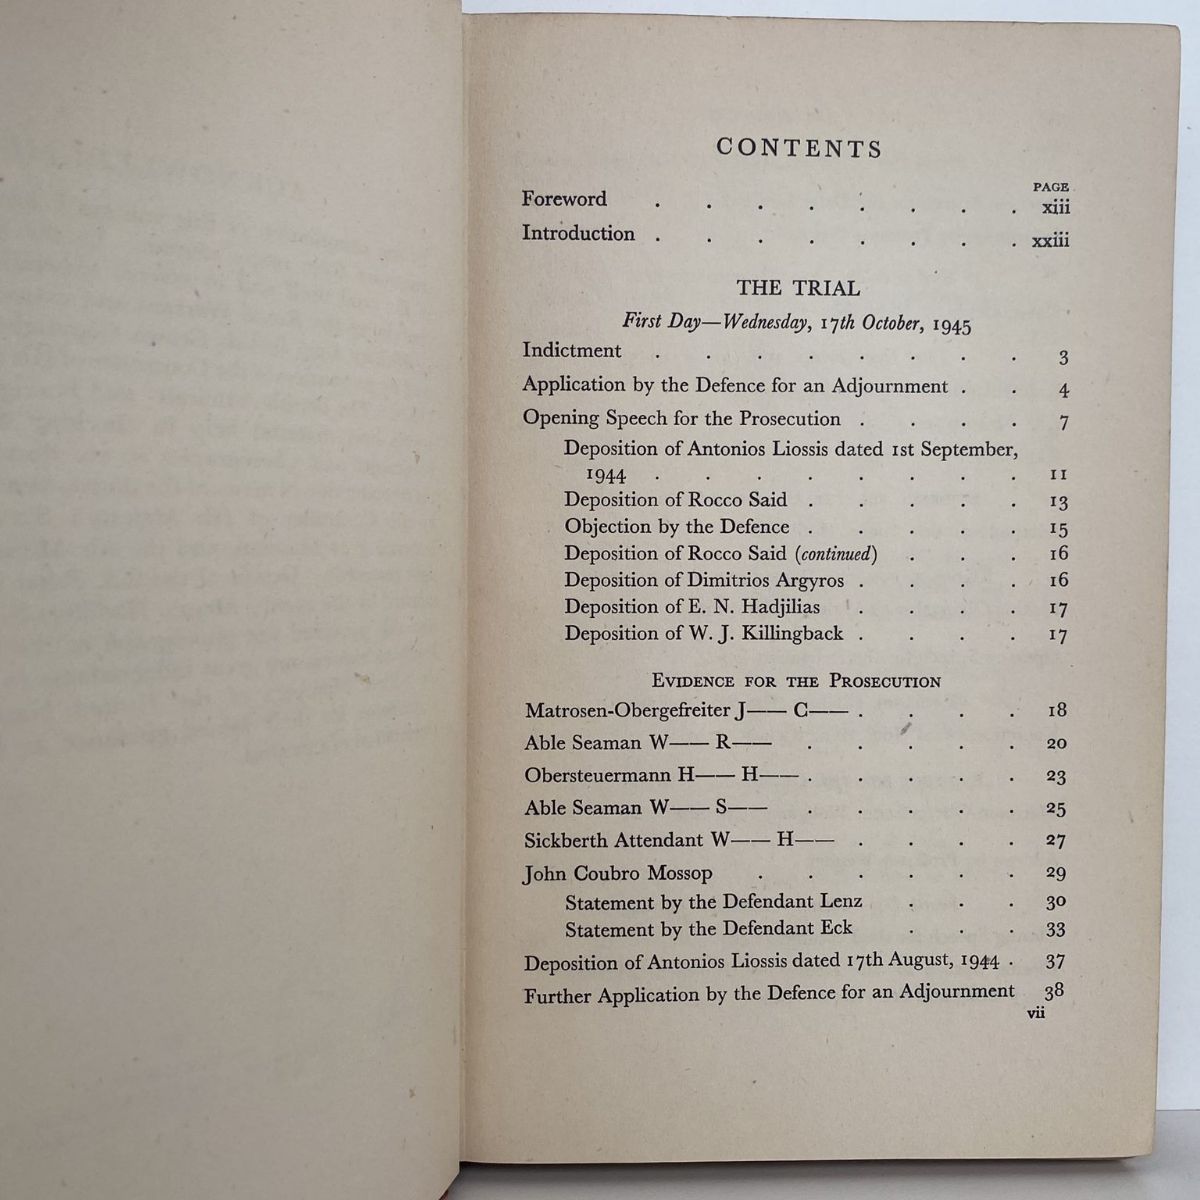 CONTENTS
PAGE
Foreword . . . . . . . . xiii
Introduction . . . . . . . . xxiii
THE TRIAL
First Day—Wednesday, 17th October, 1945
Indictment . . . . . . . . 3
Application by the Defence for an Adjournment . . 4
Opening Speech for the Prosecution . . . . 7
Deposition of Antonios Liossis dated 1st September,
1944 . . . . . . . . 11
Deposition of Rocco Said . . . . . 13
Objection by the Defence . . . . . 15
Deposition of Rocco Said (continued) . . . 16
Deposition of Dimitrios Argyros . . . . 16
Deposition of E. N. Hadjilias . . . . 17
Deposition of W. J. Killingback . . . . 17
EVIDENCE FOR THE PROSECUTION
Matrosen-Obergefreiter J—— C—— . . . . 18
Able Seaman W—— R—— . . . . . 20
Obersteuermann H—— H—— . . . . . 23
Able Seaman W—— S—— . . . . . 25
Sickberth Attendant W—— H—— . . . . 27
John Coubro Mossop . . . . . . 29
Statement by the Defendant Lenz . . . 30
Statement by the Defendant Eck . . . 33
Deposition of Antonios Liossis dated 17th August, 1944 . 37
Further Application by the Defence for an Adjournment 38
vii